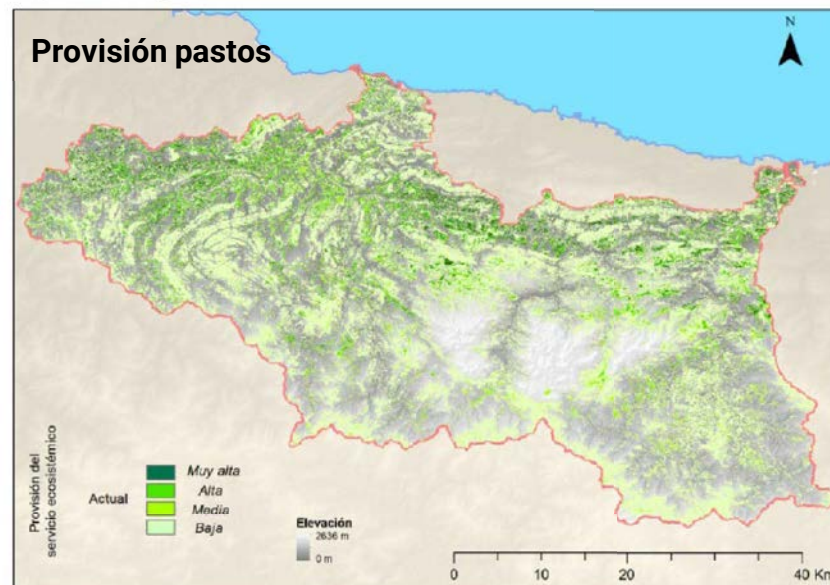 Provisión pastos
N
Provisión del
servicio ecosistémico
Actual
Muy alta
Alta
Media
Baja
Elevación
2636 m
0 m
0 10 20 40 Km